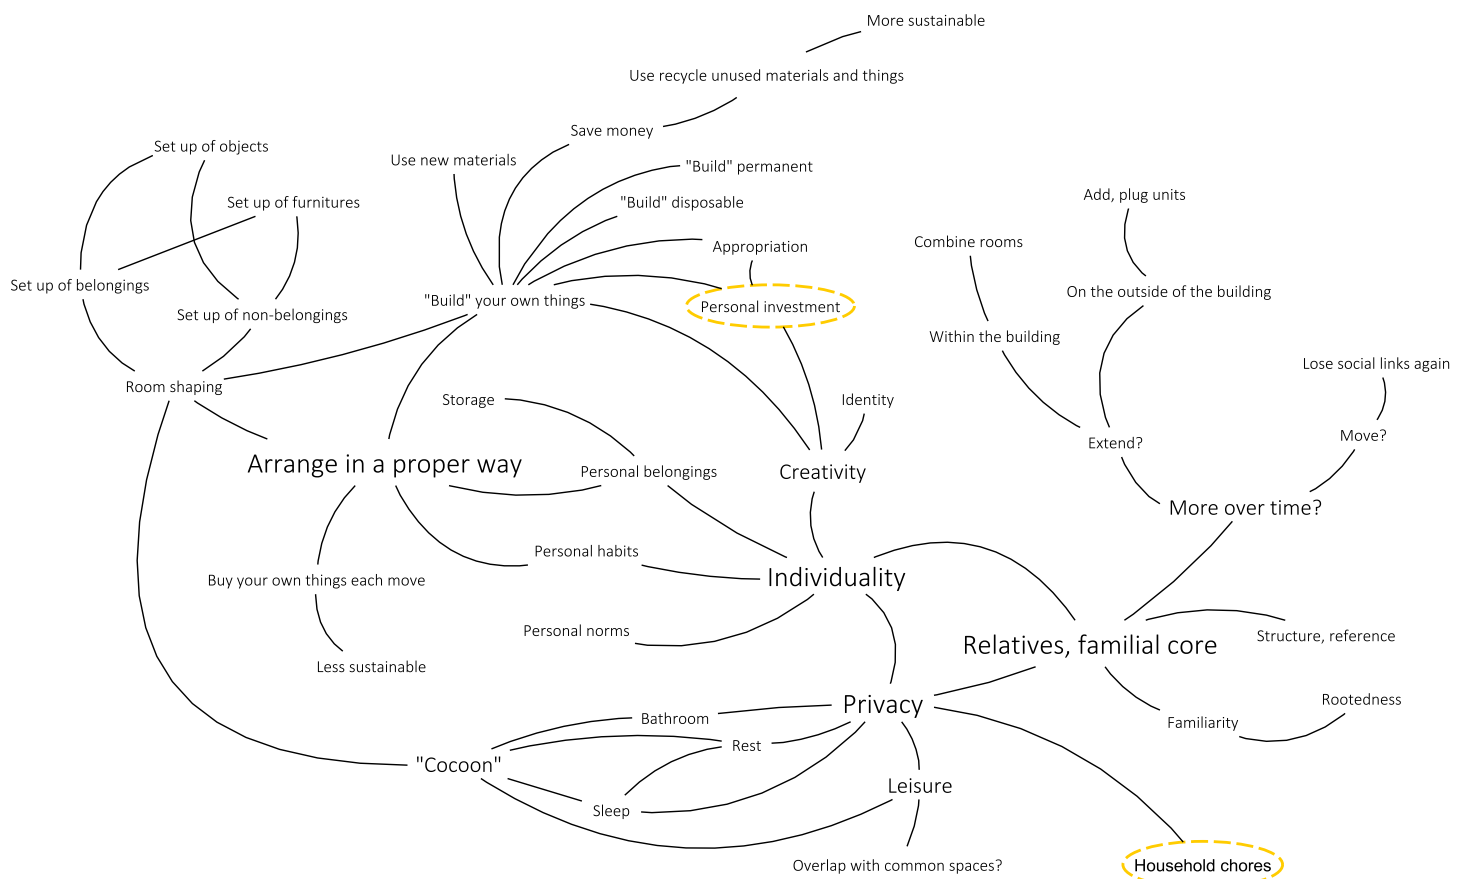 More sustainable
Use recycle unused materials and things
Save money
Set up of objects
Use new materials
"Build" permanent
Set up of furnitures
"Build" disposable
Add, plug units
Appropriation
Combine rooms
Set up of belongings
"Build" your own things
Personal investment
On the outside of the building
Set up of non-belongings
Within the building
Room shaping
Lose social links again
Storage
Identity
Extend?
Move?
Arrange in a proper way
Personal belongings
Creativity
More over time?
Personal habits
Buy your own things each move
Individuality
Personal norms
Relatives, familial core
Structure, reference
Less sustainable
Privacy
Rootedness
Bathroom
Familiarity
Rest
"Cocoon"
Leisure
Sleep
Overlap with common spaces?
Household chores